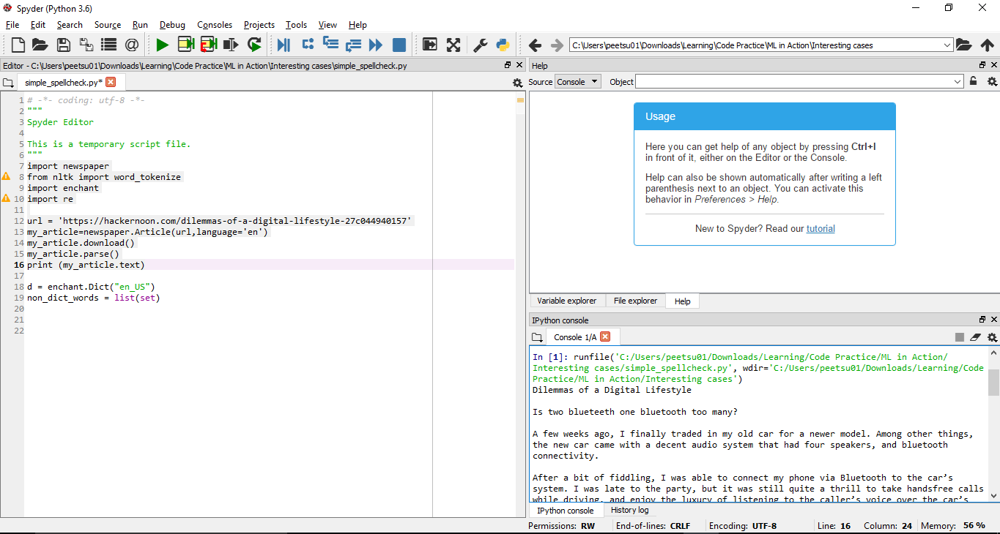 Spyder (Python 3.6)
File Edit Search Source Run Debug Consoles Projects Tools View Help
C:\Users\peetsu01\Downloads\Learning\Code Practice\ML in Action\Interesting cases
Editor - C:\Users\peetsu01\Downloads\Learning\Code Practice\ML in Action\Interesting cases\simple_spellcheck.py
simple_spellcheck.py*
1 # -*- coding: utf-8 -*-
2 """
3 Spyder Editor
4
5 This is a temporary script file.
6 """
7 import newspaper
8 from nltk import word_tokenize
9 import enchant
10 import re
11
12 url = 'https://hackernoon.com/dilemmas-of-a-digital-lifestyle-27c044940157'
13 my_article=newspaper.Article(url,language='en')
14 my_article.download()
15 my_article.parse()
16 print (my_article.text)
17
18 d = enchant.Dict("en_US")
19 non_dict_words = list(set)
20
21
22
Help
Source Console Object
Usage
Here you can get help of any object by pressing Ctrl+I
in front of it, either on the Editor or the Console.
Help can also be shown automatically after writing a left
parenthesis next to an object. You can activate this
behavior in Preferences > Help.
New to Spyder? Read our tutorial
Variable explorer File explorer Help
IPython console
Console 1/A
In [1]: runfile('C:/Users/peetsu01/Downloads/Learning/Code Practice/ML in Action/
Interesting cases/simple_spellcheck.py', wdir='C:/Users/peetsu01/Downloads/Learning/Code
Practice/ML in Action/Interesting cases')
Dilemmas of a Digital Lifestyle
Is two blueteeth one bluetooth too many?
A few weeks ago, I finally traded in my old car for a newer model. Among other things,
the new car came with a decent audio system that had four speakers, and bluetooth
connectivity.
After a bit of fiddling, I was able to connect my phone via Bluetooth to the car’s
system. I was late to the party, but it was still quite a thrill to take handsfree calls
while driving, and enjoy the luxury of listening to the caller’s voice over the car’s
IPython console History log
Permissions: RW End-of-lines: CRLF Encoding: UTF-8 Line: 16 Column: 24 Memory: 56 %